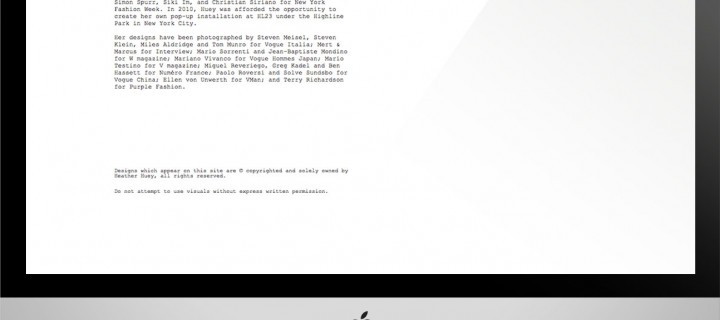 Simon Spurr, Siki Im, and Christian Siriano for New York
Fashion Week. In 2010, Huey was afforded the opportunity to
create her own pop-up installation at HL23 under the Highline
Park in New York City.
Her designs have been photographed by Steven Meisel, Steven
Klein, Miles Aldridge and Tom Munro for Vogue Italia; Mert &
Marcus for Interview; Mario Sorrenti and Jean-Baptiste Mondino
for W magazine; Mariano Vivanco for Vogue Hommes Japan; Mario
Testino for V magazine; Miguel Reveriego, Greg Kadel and Ben
Hassett for Numéro France; Paolo Roversi and Solve Sundsbo for
Vogue China; Ellen von Unwerth for VMan; and Terry Richardson
for Purple Fashion.
Designs which appear on this site are © copyrighted and solely owned by
Heather Huey, all rights reserved.
Do not attempt to use visuals without express written permission.